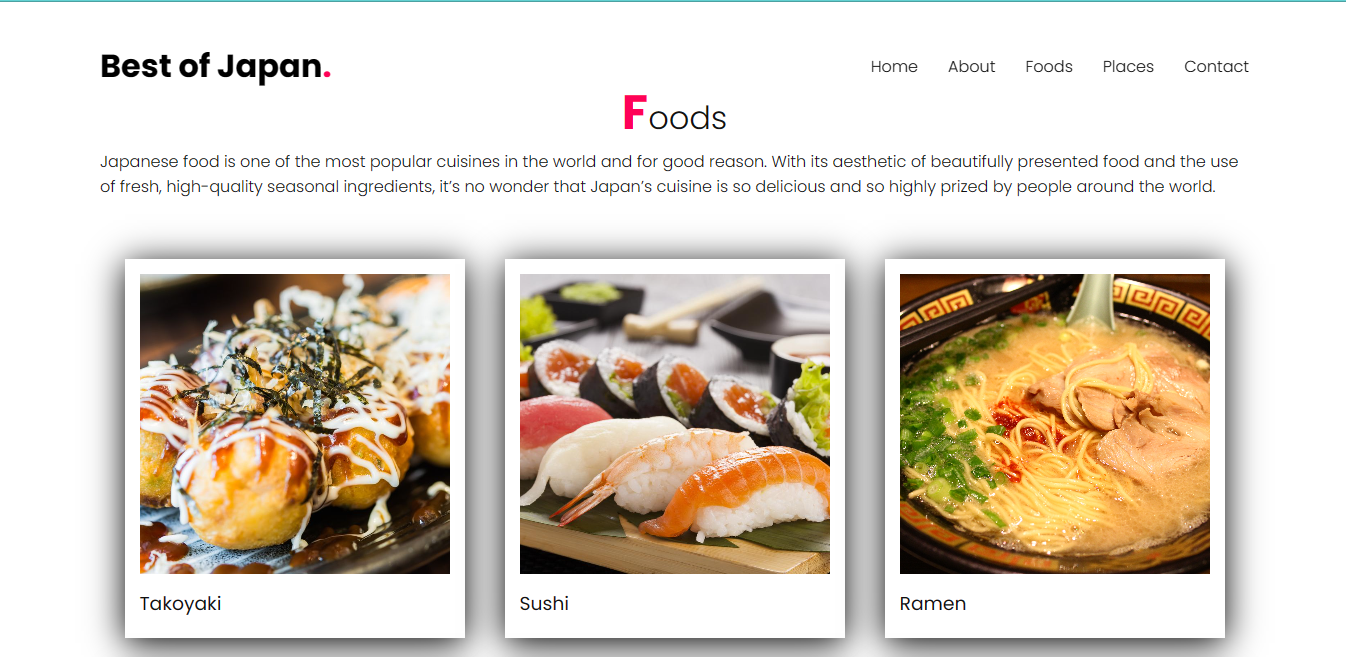 Best of Japan.
Home About Foods Places Contact
Foods
Japanese food is one of the most popular cuisines in the world and for good reason. With its aesthetic of beautifully presented food and the use
of fresh, high-quality seasonal ingredients, it’s no wonder that Japan’s cuisine is so delicious and so highly prized by people around the world.
Takoyaki
Sushi
Ramen